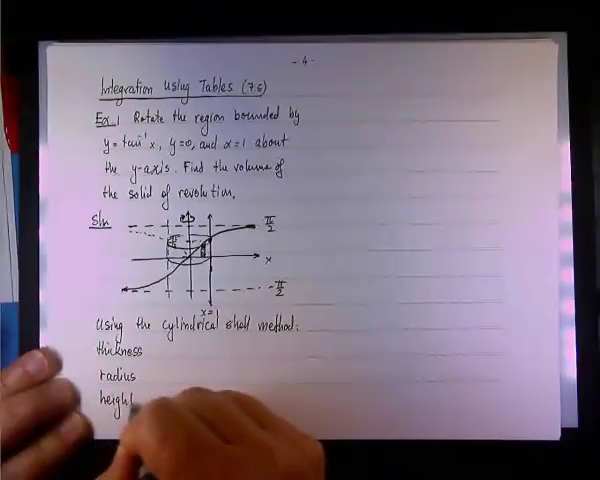 - 4 -
Integration Using Tables (7.6)
Ex.1 Rotate the region bounded by
y = tan⁻¹x, y=0, and x=1 about
the y-axis. Find the volume of
the solid of revolution.
Sln
π/2
x
-π/2
x=1
Using the cylindrical shell method:
thickness
radius
heigh